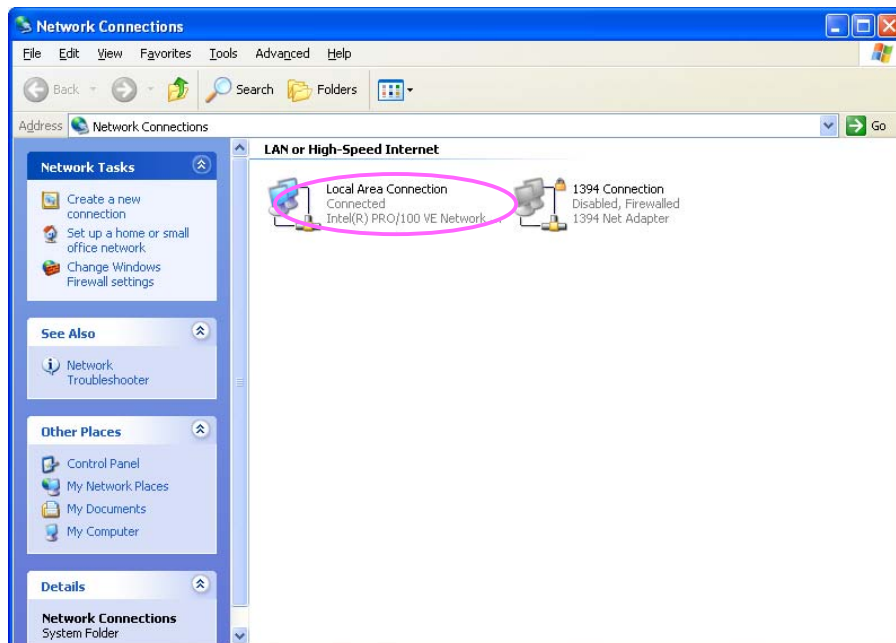 Network Connections
File Edit View Favorites Tools Advanced Help
Back Search Folders
Address Network Connections Go
Network Tasks
Create a new
connection
Set up a home or small
office network
Change Windows
Firewall settings
See Also
Network
Troubleshooter
Other Places
Control Panel
My Network Places
My Documents
My Computer
Details
Network Connections
System Folder
LAN or High-Speed Internet
Local Area Connection
Connected
Intel(R) PRO/100 VE Network ...
1394 Connection
Disabled, Firewalled
1394 Net Adapter